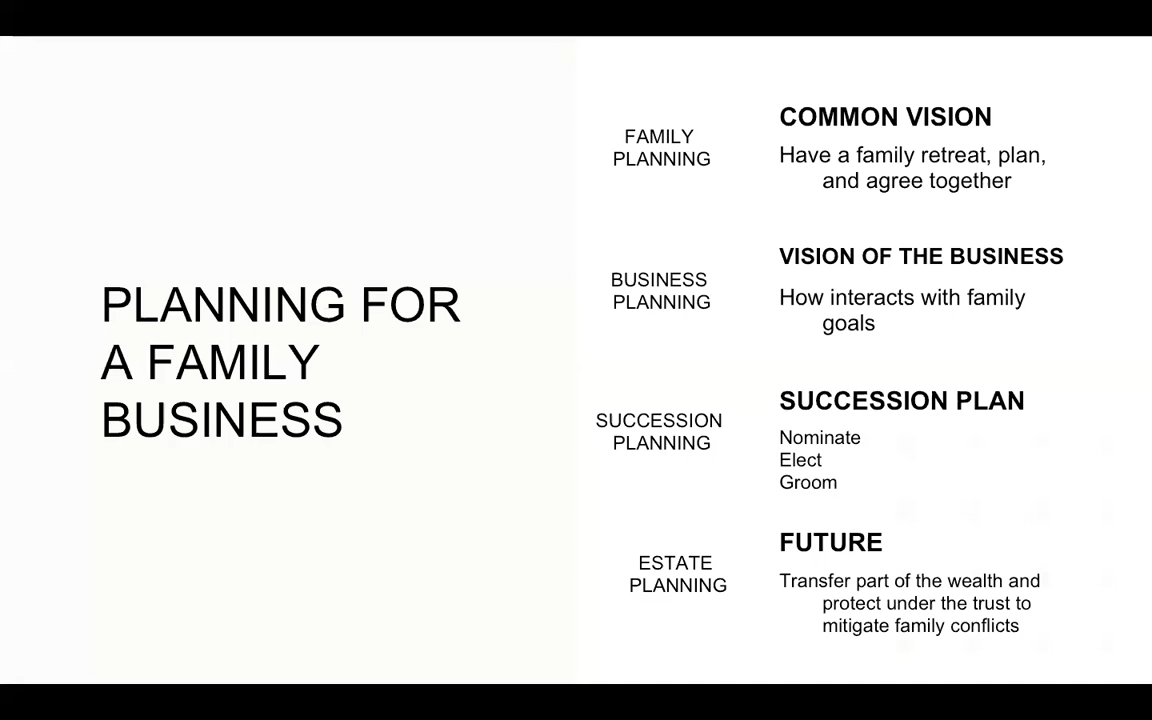 PLANNING FOR
A FAMILY
BUSINESS
FAMILY
PLANNING
COMMON VISION
Have a family retreat, plan,
and agree together
BUSINESS
PLANNING
VISION OF THE BUSINESS
How interacts with family
goals
SUCCESSION
PLANNING
SUCCESSION PLAN
Nominate
Elect
Groom
ESTATE
PLANNING
FUTURE
Transfer part of the wealth and
protect under the trust to
mitigate family conflicts